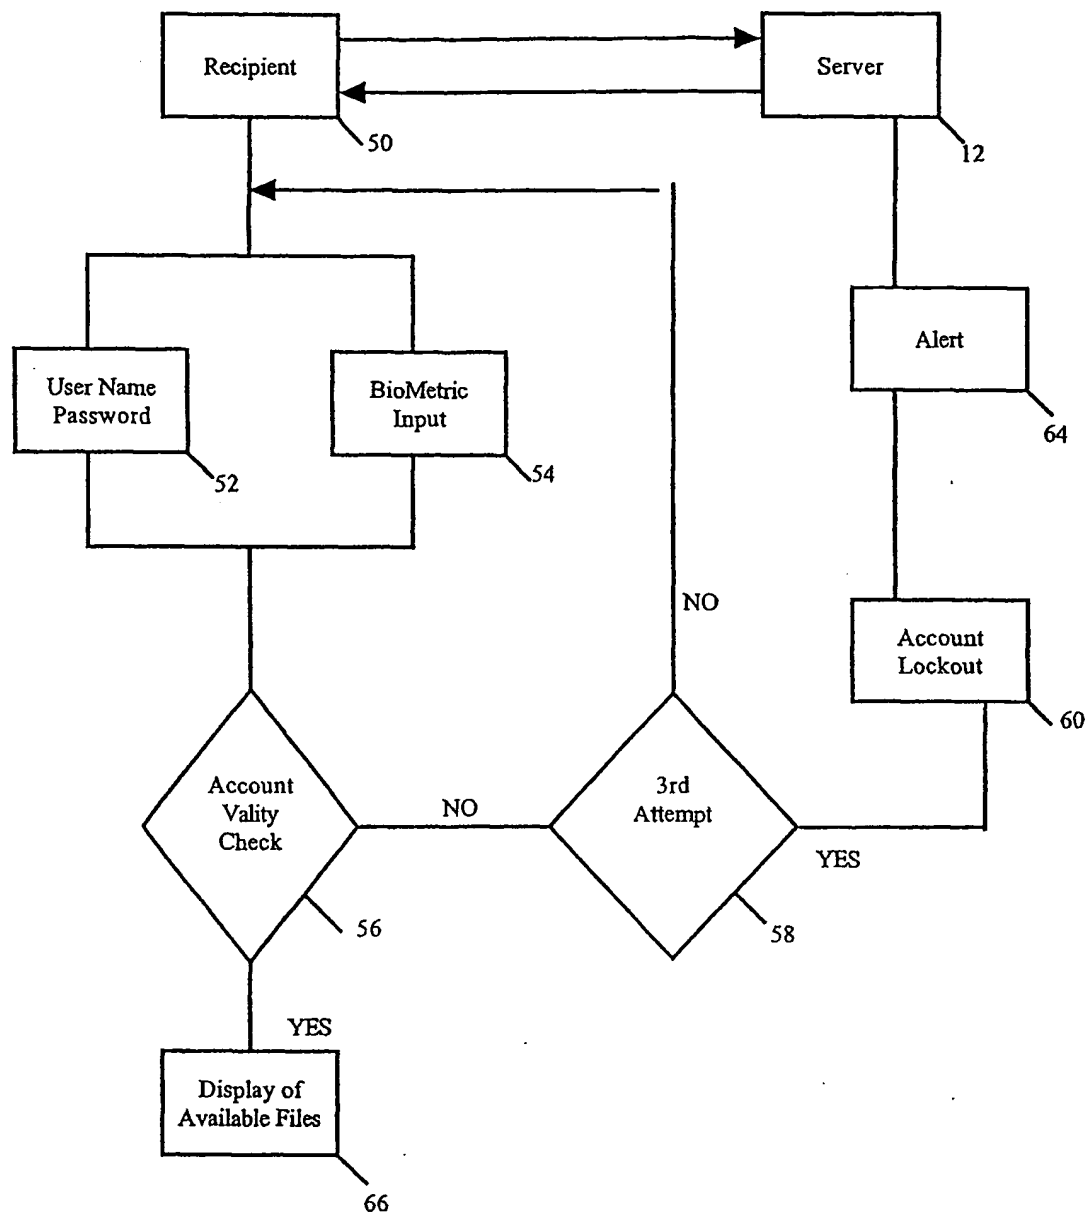 Recipient
Server
50
12
Alert
User Name
Password
BioMetric
Input
64
52
54
NO
Account
Lockout
60
Account
Vality
Check
NO
3rd
Attempt
YES
56
58
YES
Display of
Available Files
66